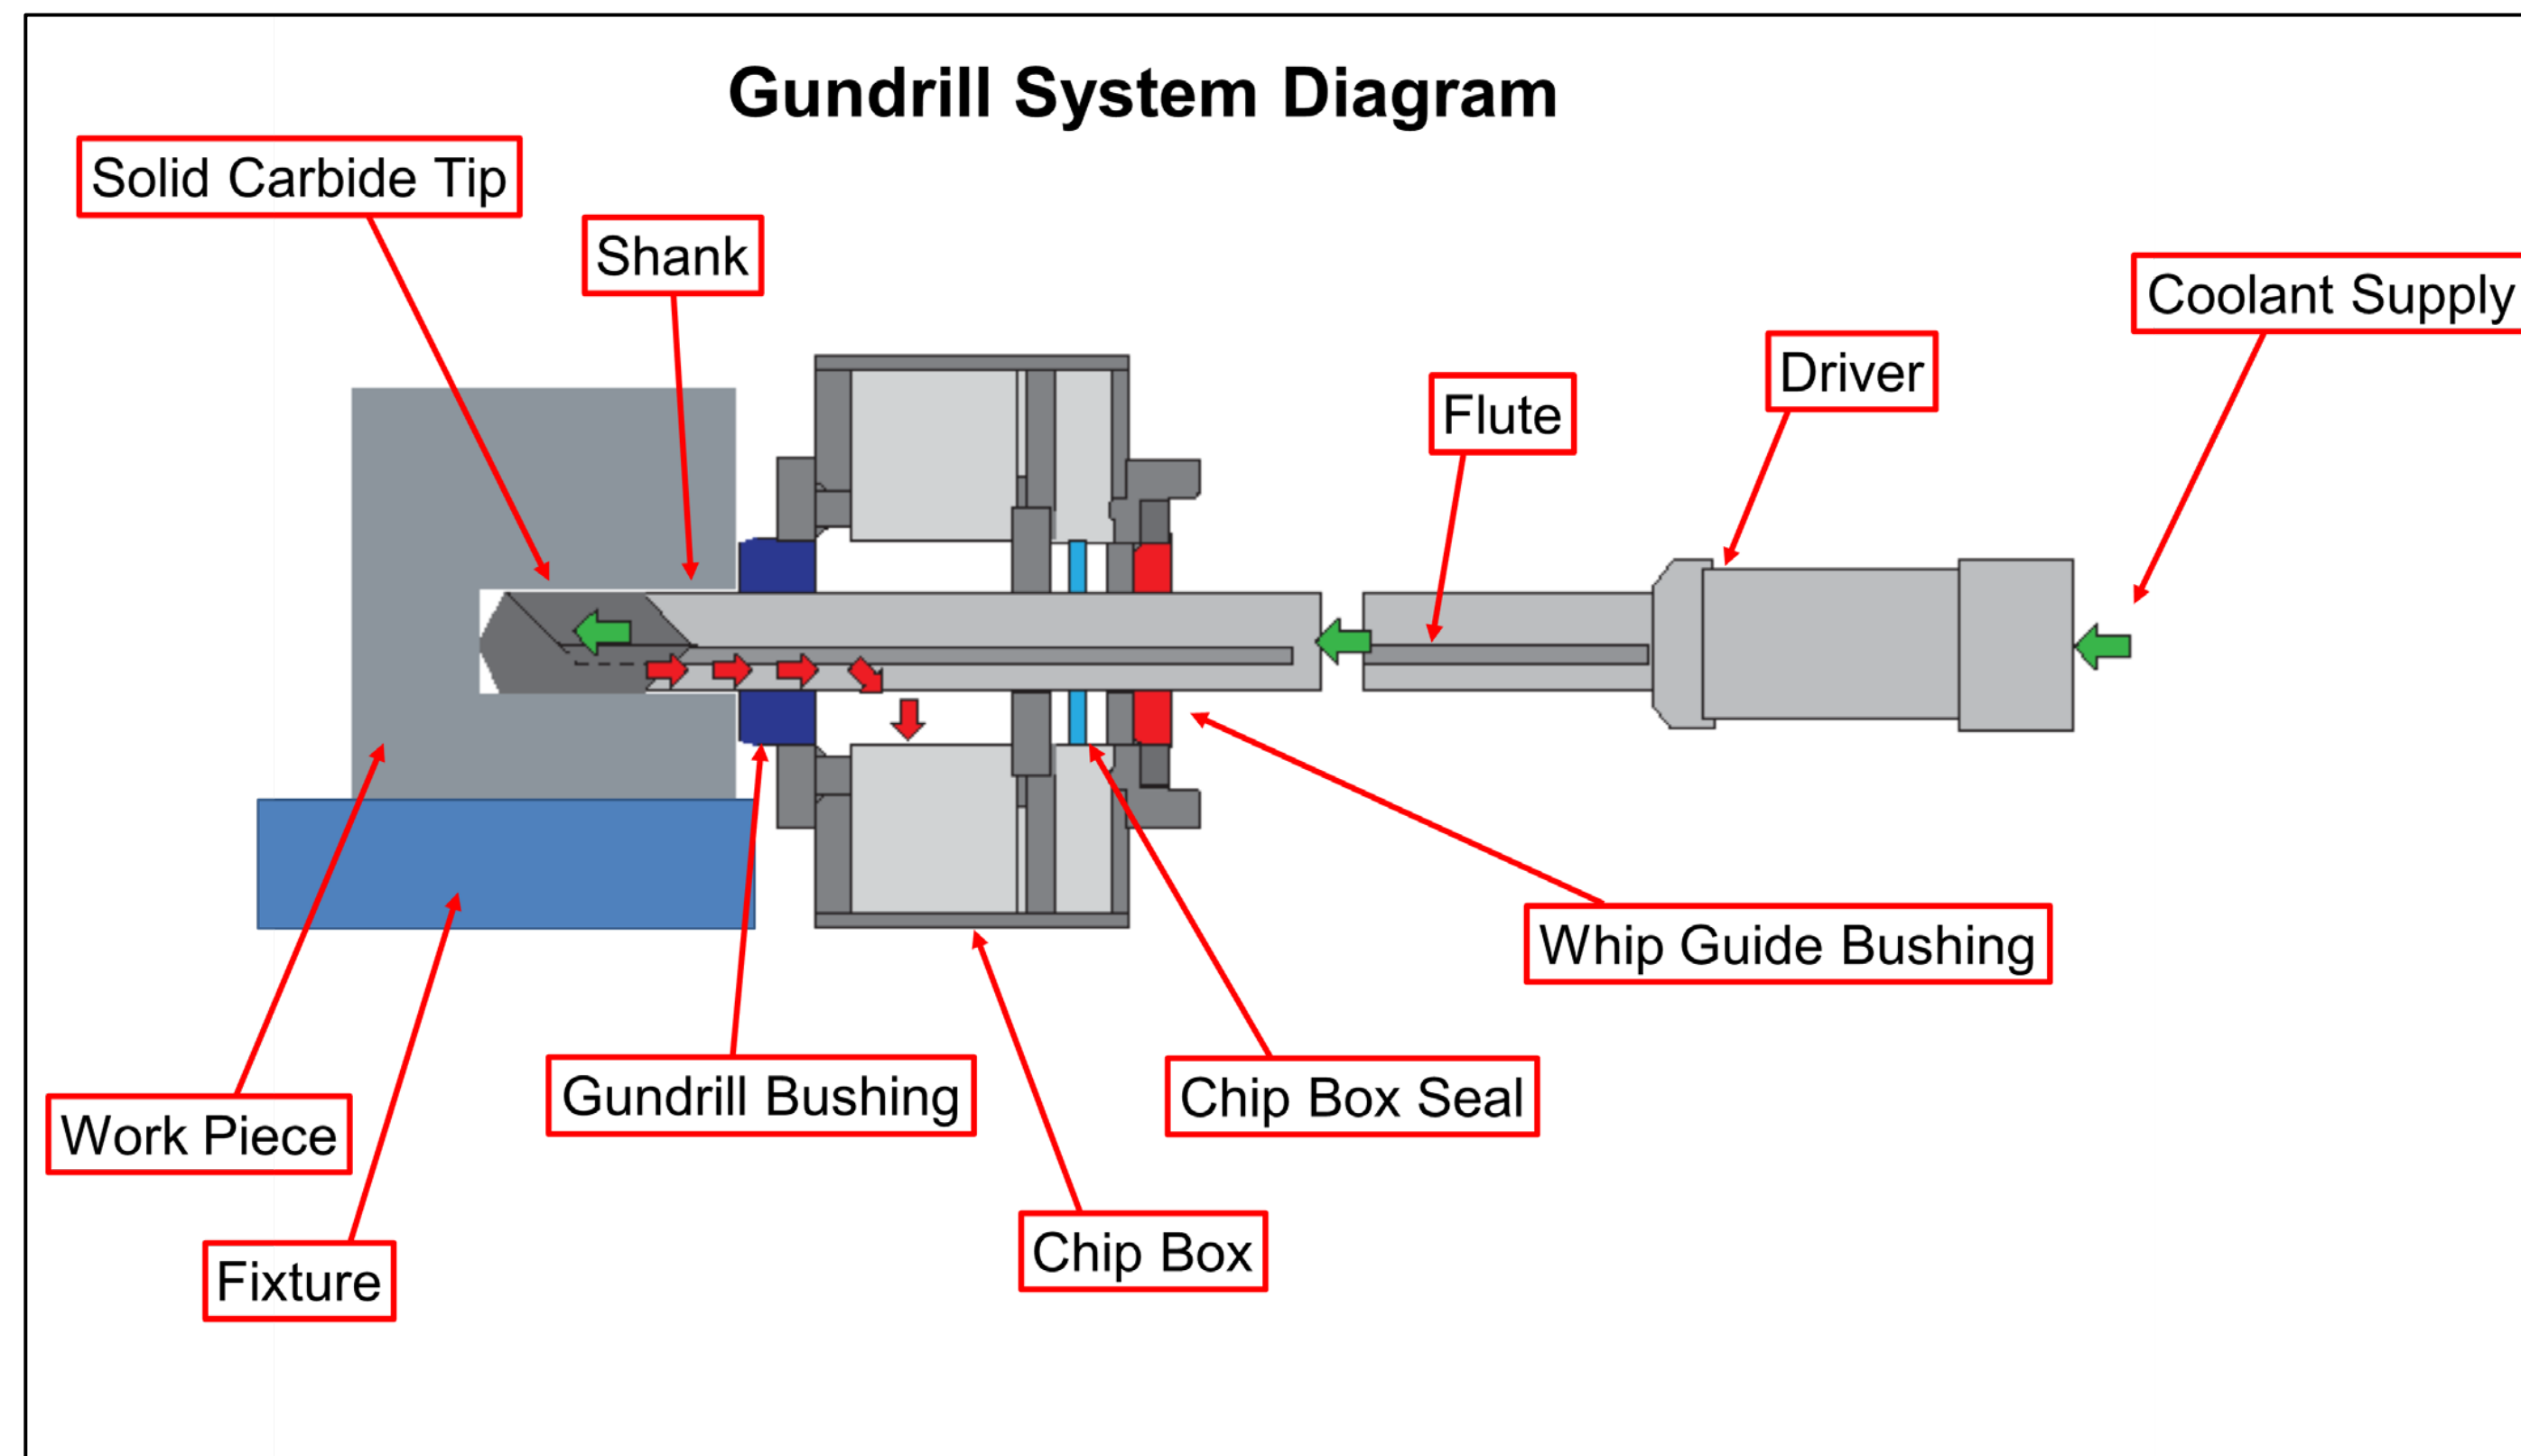 Gundrill System Diagram
Solid Carbide Tip
Shank
Coolant Supply
Driver
Flute
Whip Guide Bushing
Gundrill Bushing
Chip Box Seal
Work Piece
Chip Box
Fixture